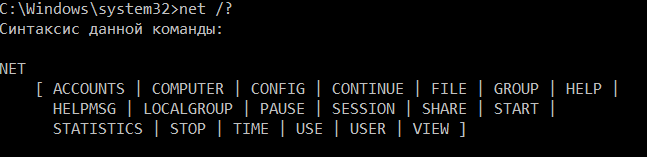 C:\Windows\system32>net /?
Синтаксис данной команды:
NET
[ ACCOUNTS | COMPUTER | CONFIG | CONTINUE | FILE | GROUP | HELP |
HELPMSG | LOCALGROUP | PAUSE | SESSION | SHARE | START |
STATISTICS | STOP | TIME | USE | USER | VIEW ]